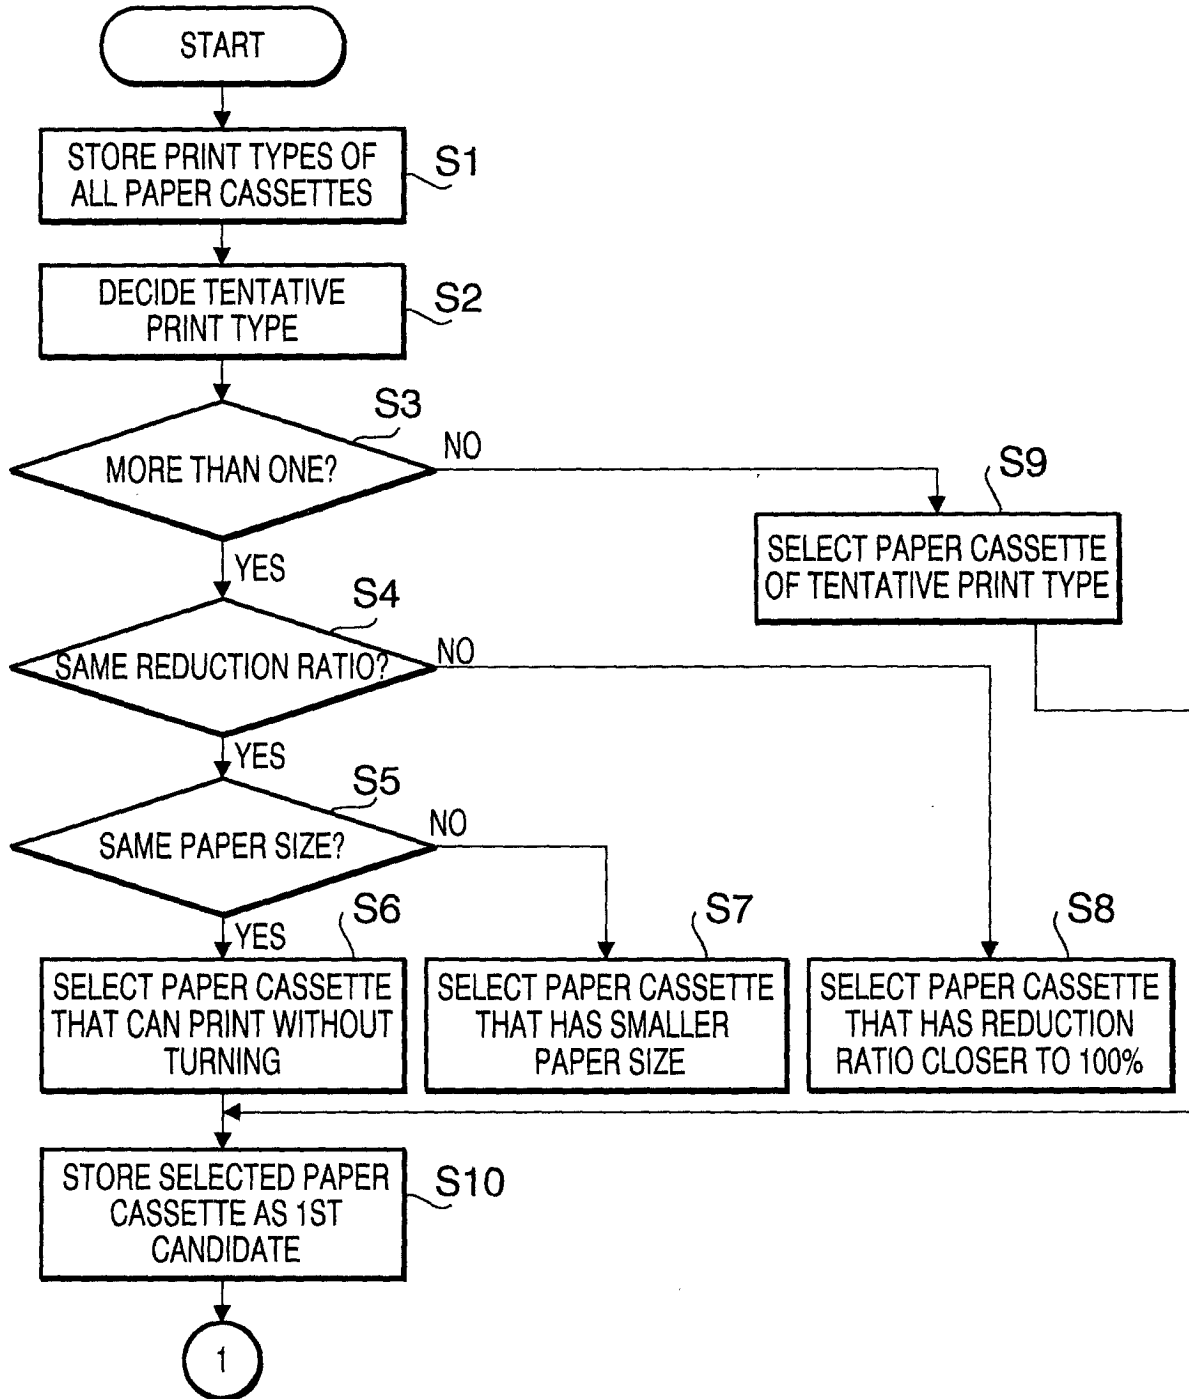 START
STORE PRINT TYPES OF
ALL PAPER CASSETTES
S1
DECIDE TENTATIVE
PRINT TYPE
S2
S3
MORE THAN ONE?
NO
YES
S9
SELECT PAPER CASSETTE
OF TENTATIVE PRINT TYPE
S4
SAME REDUCTION RATIO?
NO
YES
S5
SAME PAPER SIZE?
NO
YES
S6
SELECT PAPER CASSETTE
THAT CAN PRINT WITHOUT
TURNING
S7
SELECT PAPER CASSETTE
THAT HAS SMALLER
PAPER SIZE
S8
SELECT PAPER CASSETTE
THAT HAS REDUCTION
RATIO CLOSER TO 100%
STORE SELECTED PAPER
CASSETTE AS 1ST
CANDIDATE
S10
1